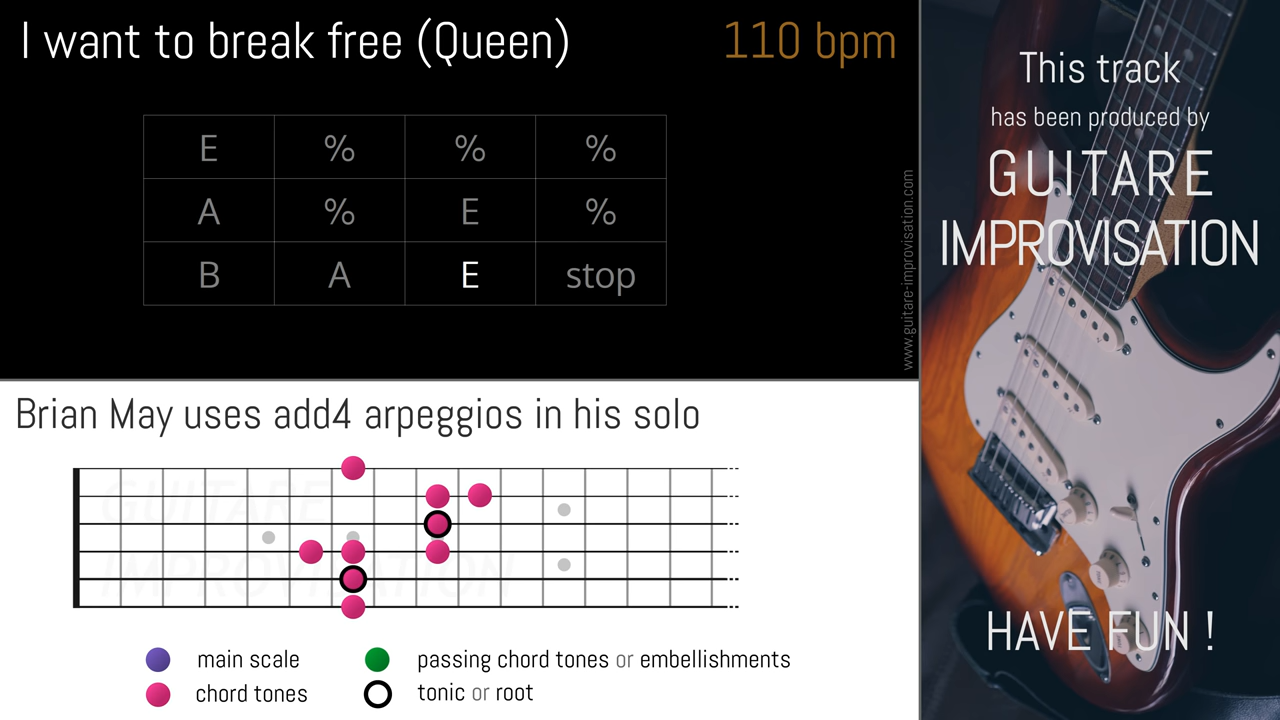 I want to break free (Queen)
110 bpm
E % % %
A % E %
B A E stop
www.guitare-improvisation.com
Brian May uses add4 arpeggios in his solo
GUITARE
IMPROVISATION
main scale
passing chord tones or embellishments
chord tones
tonic or root
This track
has been produced by
GUITARE
IMPROVISATION
HAVE FUN !